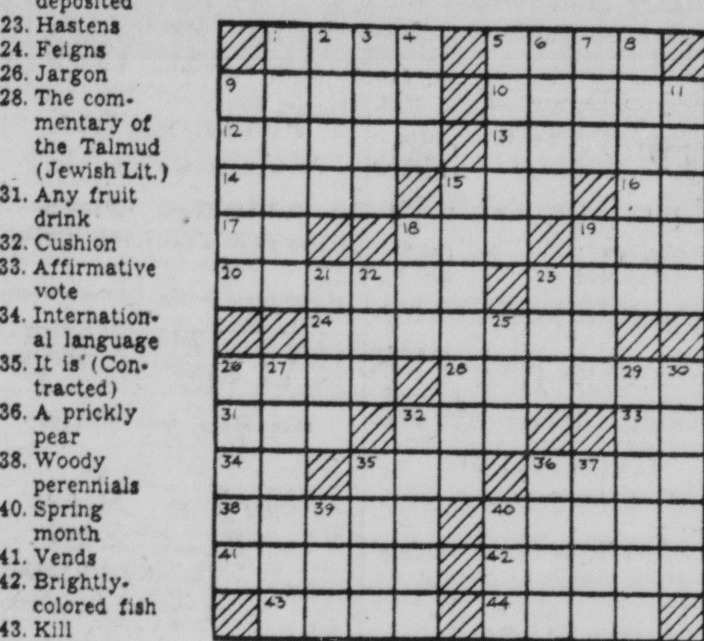 deposited
23. Hastens
24. Feigns
26. Jargon
28. The com-
mentary of
the Talmud
(Jewish Lit.)
31. Any fruit
drink
32. Cushion
33. Affirmative
vote
34. Internation-
al language
35. It is (Con-
tracted)
36. A prickly
pear
38. Woody
perennials
40. Spring
month
41. Vends
42. Brightly-
colored fish
43. Kill
1 2 3 4 5 6 7 8
9 10 11
12 13
14 15 16
17 18 19
20 21 22 23
24 25
26 27 28 29 30
31 32 33
34 35 36 37
38 39 40
41 42
43 44